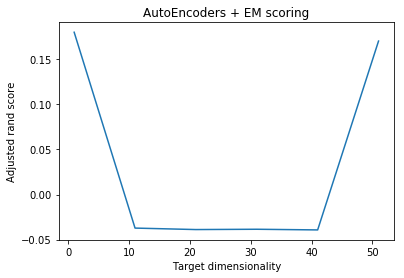 AutoEncoders + EM scoring
Adjusted rand score
0.15
0.10
0.05
0.00
−0.05
0 10 20 30 40 50
Target dimensionality